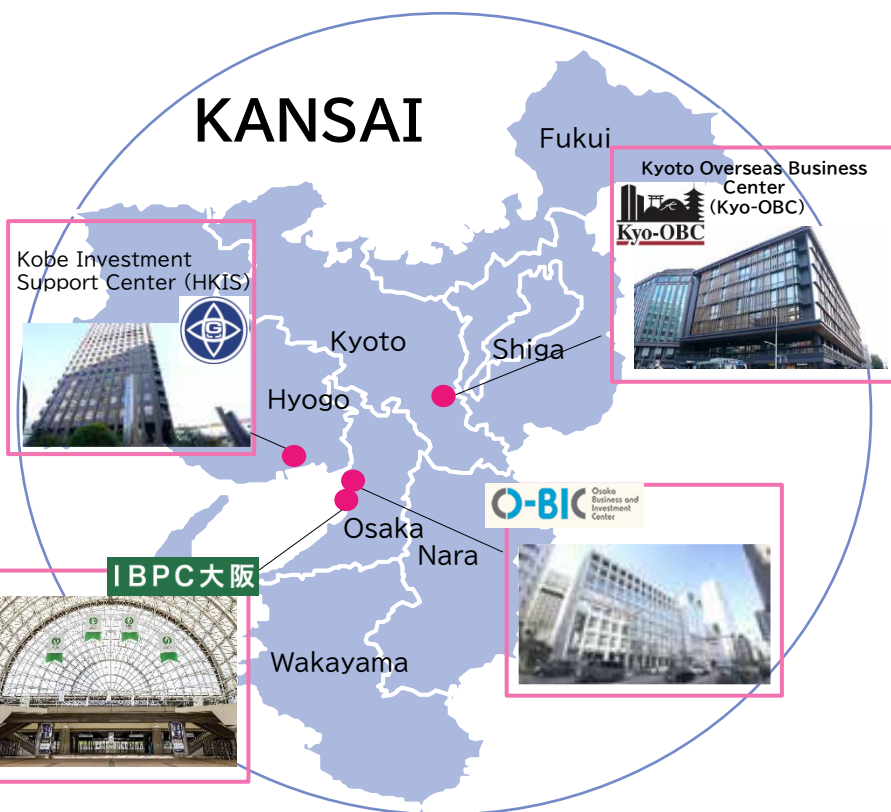 KANSAI
Fukui
Kyoto Overseas Business
Center
(Kyo-OBC)
Kyo-OBC
Kobe Investment
Support Center (HKIS)
Kyoto
Shiga
Hyogo
O-BIC
Osaka
Business and
Investment
Center
Osaka
Nara
IBPC大阪
Wakayama